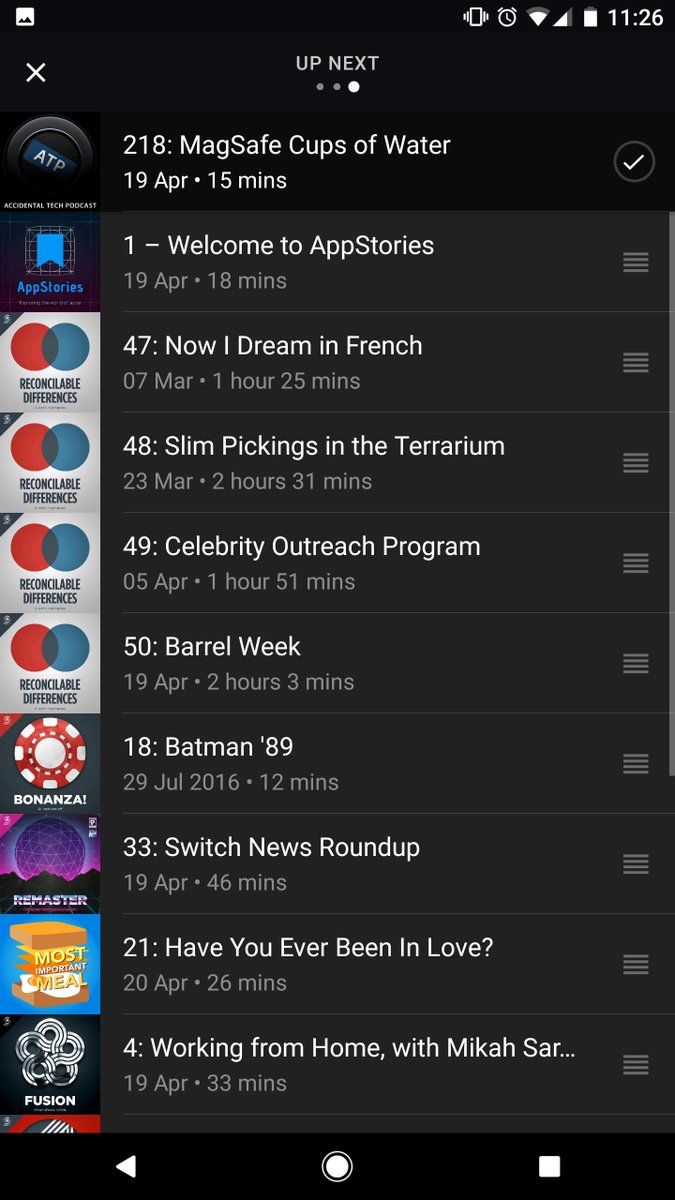 11:26
UP NEXT
ATP
ACCIDENTAL TECH PODCAST
218: MagSafe Cups of Water
19 Apr • 15 mins
AppStories
Exploring the world of apps
1 – Welcome to AppStories
19 Apr • 18 mins
RECONCILABLE
DIFFERENCES
47: Now I Dream in French
07 Mar • 1 hour 25 mins
RECONCILABLE
DIFFERENCES
48: Slim Pickings in the Terrarium
23 Mar • 2 hours 31 mins
RECONCILABLE
DIFFERENCES
49: Celebrity Outreach Program
05 Apr • 1 hour 51 mins
RECONCILABLE
DIFFERENCES
50: Barrel Week
19 Apr • 2 hours 3 mins
BONANZA!
18: Batman '89
29 Jul 2016 • 12 mins
REMASTER
33: Switch News Roundup
19 Apr • 46 mins
MOST
IMPORTANT
MEAL
21: Have You Ever Been In Love?
20 Apr • 26 mins
FUSION
4: Working from Home, with Mikah Sar...
19 Apr • 33 mins